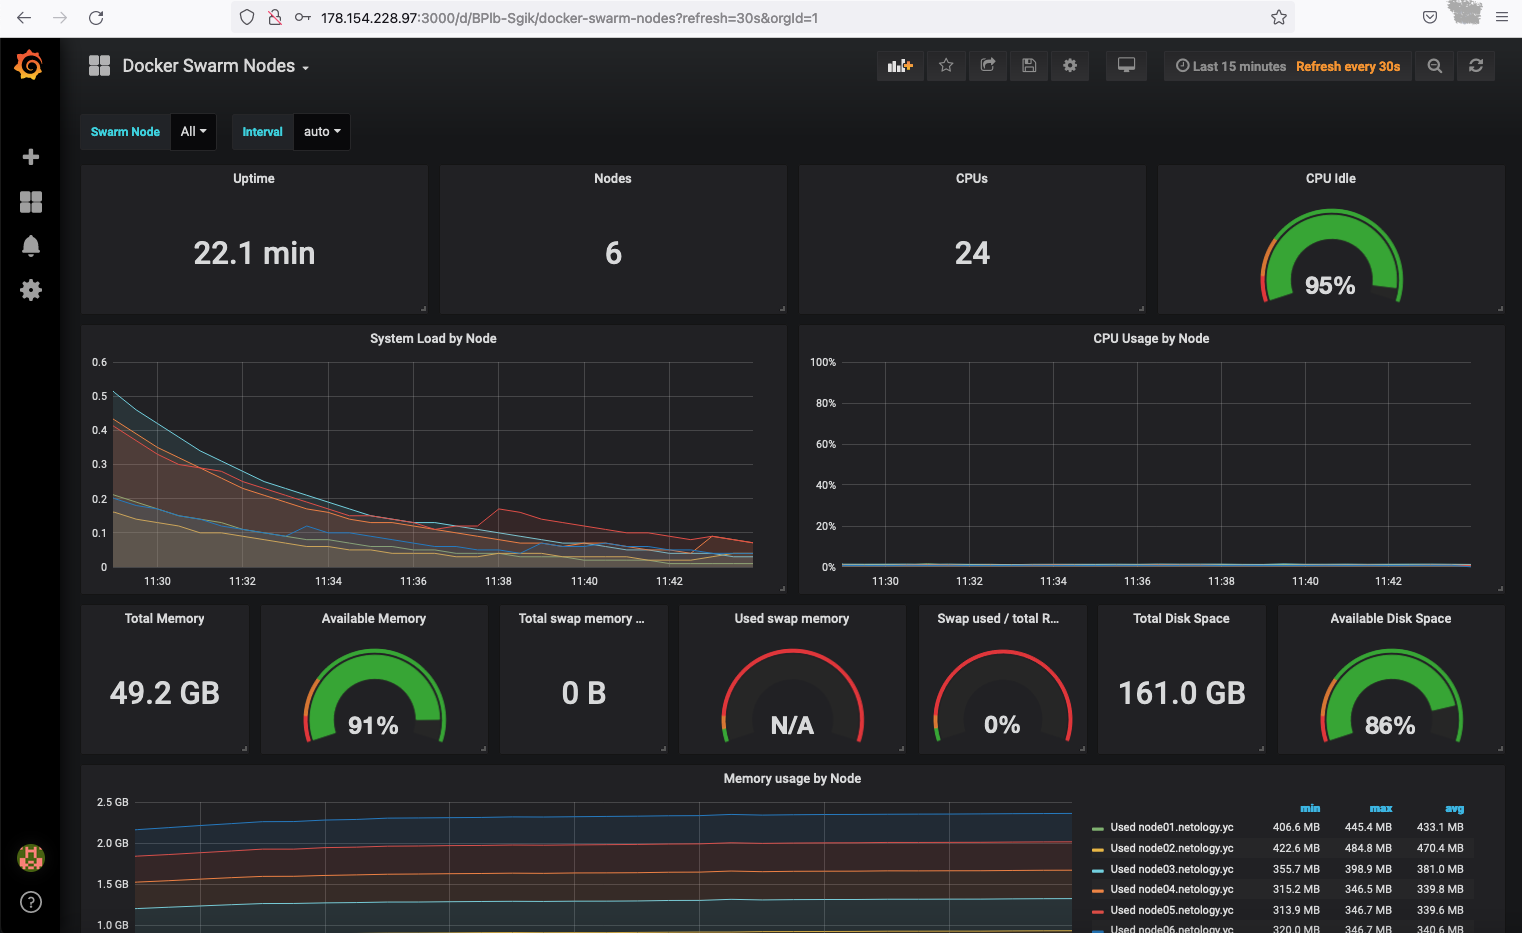 178.154.228.97:3000/d/BPlb-Sgik/docker-swarm-nodes?refresh=30s&orgId=1
Docker Swarm Nodes
Last 15 minutes Refresh every 30s
Swarm Node All Interval auto
Uptime
22.1 min
Nodes
6
CPUs
24
CPU Idle
95%
System Load by Node
0.6
0.5
0.4
0.3
0.2
0.1
0
11:30 11:32 11:34 11:36 11:38 11:40 11:42
CPU Usage by Node
100%
80%
60%
40%
20%
0%
11:30 11:32 11:34 11:36 11:38 11:40 11:42
Total Memory
49.2 GB
Available Memory
91%
Total swap memory ...
0 B
Used swap memory
N/A
Swap used / total R...
0%
Total Disk Space
161.0 GB
Available Disk Space
86%
Memory usage by Node
2.5 GB
2.0 GB
1.5 GB
1.0 GB
min max avg
Used node01.netology.yc 406.6 MB 445.4 MB 433.1 MB
Used node02.netology.yc 422.6 MB 484.8 MB 470.4 MB
Used node03.netology.yc 355.7 MB 398.9 MB 381.0 MB
Used node04.netology.yc 315.2 MB 346.5 MB 339.8 MB
Used node05.netology.yc 313.9 MB 346.7 MB 339.6 MB
Used node06.netology.yc 320.0 MB 346.7 MB 340.6 MB